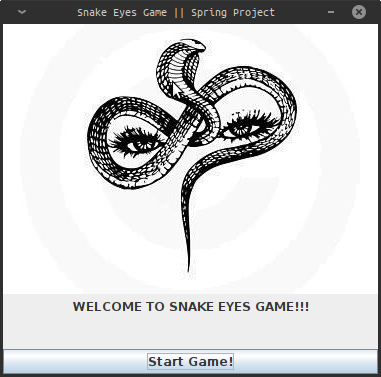 Snake Eyes Game || Spring Project
WELCOME TO SNAKE EYES GAME!!!
Start Game!